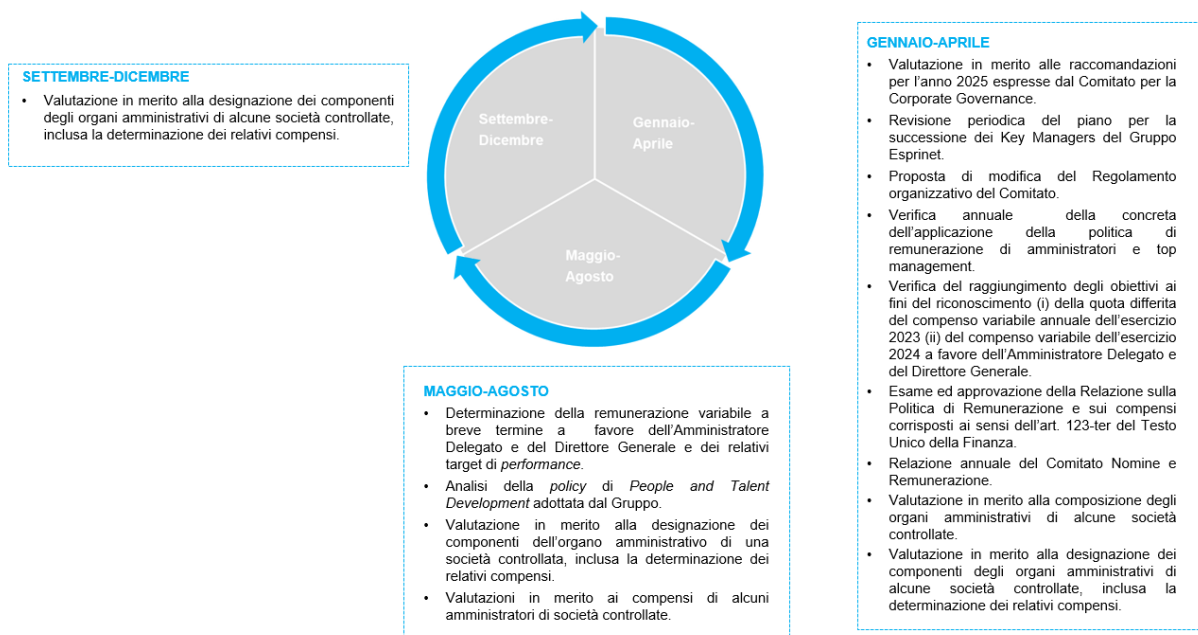 SETTEMBRE-DICEMBRE
• Valutazione in merito alla designazione dei componenti
degli organi amministrativi di alcune società controllate,
inclusa la determinazione dei relativi compensi.
Settembre-
Dicembre
Gennaio-
Aprile
Maggio-
Agosto
MAGGIO-AGOSTO
• Determinazione della remunerazione variabile a
breve termine a favore dell’Amministratore
Delegato e del Direttore Generale e dei relativi
target di performance.
• Analisi della policy di People and Talent
Development adottata dal Gruppo.
• Valutazione in merito alla designazione dei
componenti dell’organo amministrativo di una
società controllata, inclusa la determinazione dei
relativi compensi.
• Valutazioni in merito ai compensi di alcuni
amministratori di società controllate.
GENNAIO-APRILE
• Valutazione in merito alle raccomandazioni
per l’anno 2025 espresse dal Comitato per la
Corporate Governance.
• Revisione periodica del piano per la
successione dei Key Managers del Gruppo
Esprinet.
• Proposta di modifica del Regolamento
organizzativo del Comitato.
• Verifica annuale della concreta
dell’applicazione della politica di
remunerazione di amministratori e top
management.
• Verifica del raggiungimento degli obiettivi ai
fini del riconoscimento (i) della quota differita
del compenso variabile annuale dell’esercizio
2023 (ii) del compenso variabile dell’esercizio
2024 a favore dell’Amministratore Delegato e
del Direttore Generale.
• Esame ed approvazione della Relazione sulla
Politica di Remunerazione e sui compensi
corrisposti ai sensi dell’art. 123-ter del Testo
Unico della Finanza.
• Relazione annuale del Comitato Nomine e
Remunerazione.
• Valutazione in merito alla composizione degli
organi amministrativi di alcune società
controllate.
• Valutazione in merito alla designazione dei
componenti degli organi amministrativi di
alcune società controllate, inclusa la
determinazione dei relativi compensi.